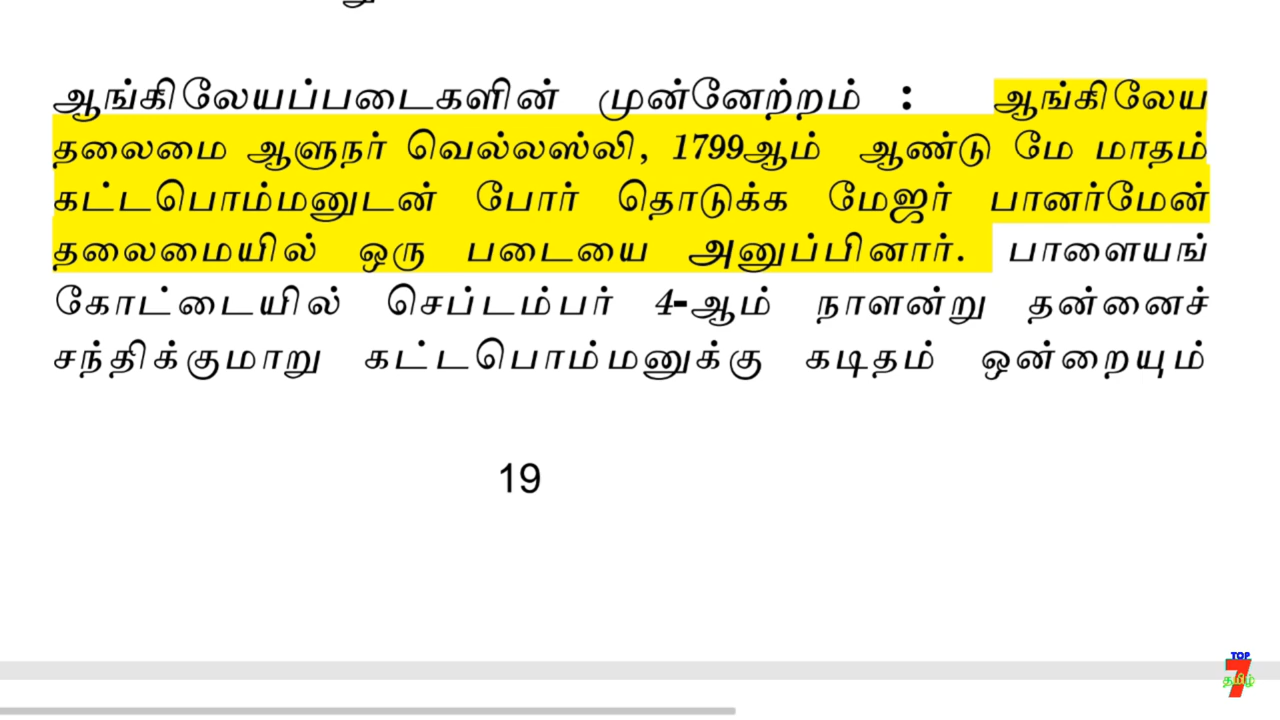 ஆங்கிலேயப்படைகளின் முன்னேற்றம் : ஆங்கிலேய
தலைமை ஆளுநர் வெல்லஸ்லி, 1799ஆம் ஆண்டு மே மாதம்
கட்டபொம்மனுடன் போர் தொடுக்க மேஜர் பானர்மேன்
தலைமையில் ஒரு படையை அனுப்பினார். பாளையங்
கோட்டையில் செப்டம்பர் 4-ஆம் நாளன்று தன்னைச்
சந்திக்குமாறு கட்டபொம்மனுக்கு கடிதம் ஒன்றையும்
19
TOP
7
தமிழ்